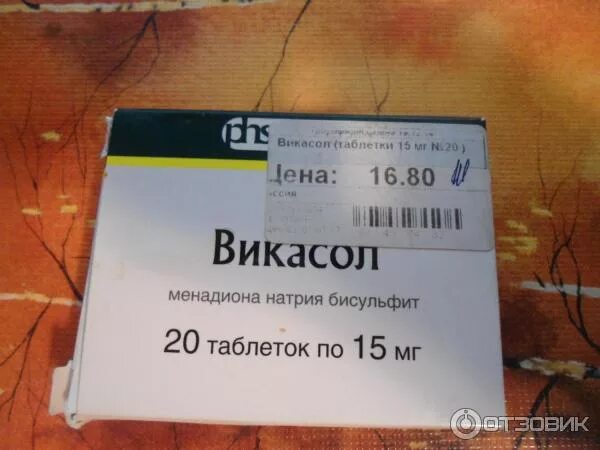 phs
Викасол (таблетки 15 мг №20 )
Цена: 16.80
ссия
Викасол
менадиона натрия бисульфит
20 таблеток по 15 мг
ОТЗОВИК